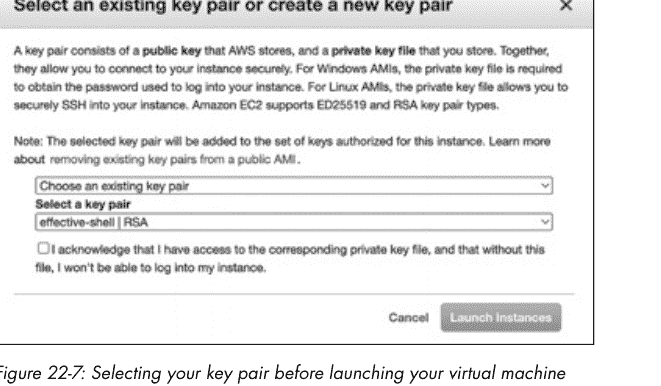 Select an existing key pair or create a new key pair ×
A key pair consists of a public key that AWS stores, and a private key file that you store. Together,
they allow you to connect to your instance securely. For Windows AMIs, the private key file is required
to obtain the password used to log into your instance. For Linux AMIs, the private key file allows you to
securely SSH into your instance. Amazon EC2 supports ED25519 and RSA key pair types.
Note: The selected key pair will be added to the set of keys authorized for this instance. Learn more
about removing existing key pairs from a public AMI.
Choose an existing key pair
Select a key pair
effective-shell | RSA
I acknowledge that I have access to the corresponding private key file, and that without this
file, I won't be able to log into my instance.
Cancel Launch Instances
Figure 22-7: Selecting your key pair before launching your virtual machine